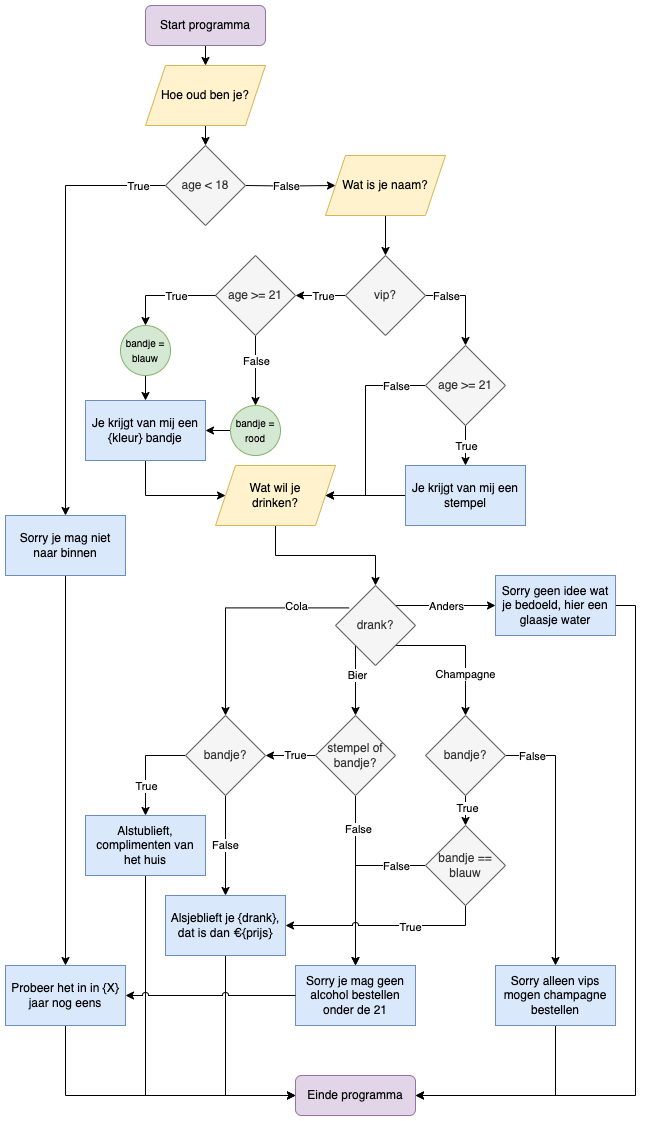 Start programma
Hoe oud ben je?
age < 18
True
False
Wat is je naam?
vip?
True
False
age >= 21
True
False
bandje =
blauw
bandje =
rood
Je krijgt van mij een
{kleur} bandje
age >= 21
False
True
Je krijgt van mij een
stempel
Wat wil je
drinken?
Sorry je mag niet
naar binnen
drank?
Cola
Anders
Bier
Champagne
Sorry geen idee wat
je bedoeld, hier een
glaasje water
bandje?
True
stempel of
bandje?
bandje?
False
True
Alstublieft,
complimenten van
het huis
False
False
True
bandje ==
blauw
False
True
Alsjeblieft je {drank},
dat is dan €{prijs}
Probeer het in in {X}
jaar nog eens
Sorry je mag geen
alcohol bestellen
onder de 21
Sorry alleen vips
mogen champagne
bestellen
Einde programma